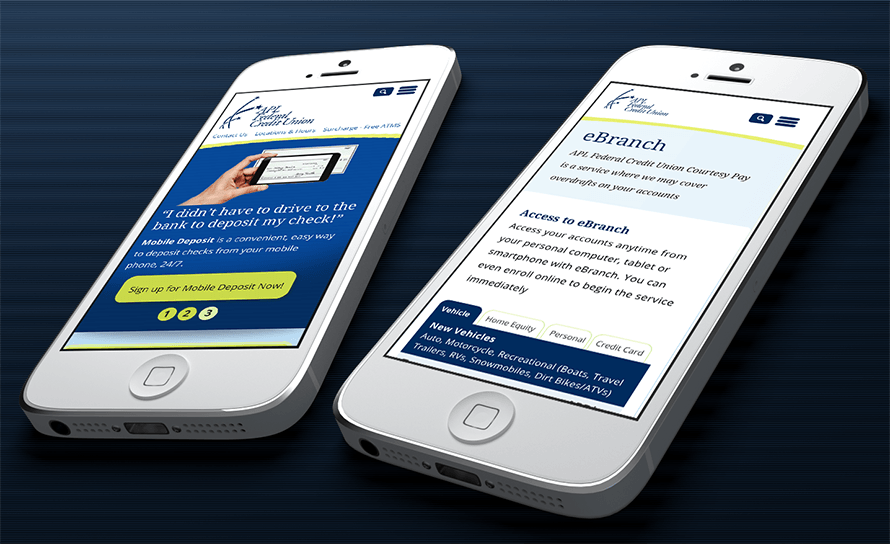 APL
Federal
Credit Union
Contact Us Locations & Hours Surcharge - Free ATMS
“I didn’t have to drive to the
bank to deposit my check!”
Mobile Deposit is a convenient, easy way
to deposit checks from your mobile
phone, 24/7.
Sign up for Mobile Deposit Now!
1 2 3
APL
Federal
Credit Union
eBranch
APL Federal Credit Union Courtesy Pay
is a service where we may cover
overdrafts on your accounts
Access to eBranch
Access your accounts anytime from
your personal computer, tablet or
smartphone with eBranch. You can
even enroll online to begin the service
immediately
Vehicle Home Equity Personal Credit Card
New Vehicles
Auto, Motorcycle, Recreational (Boats, Travel
Trailers, RVs, Snowmobiles, Dirt Bikes/ATVs)